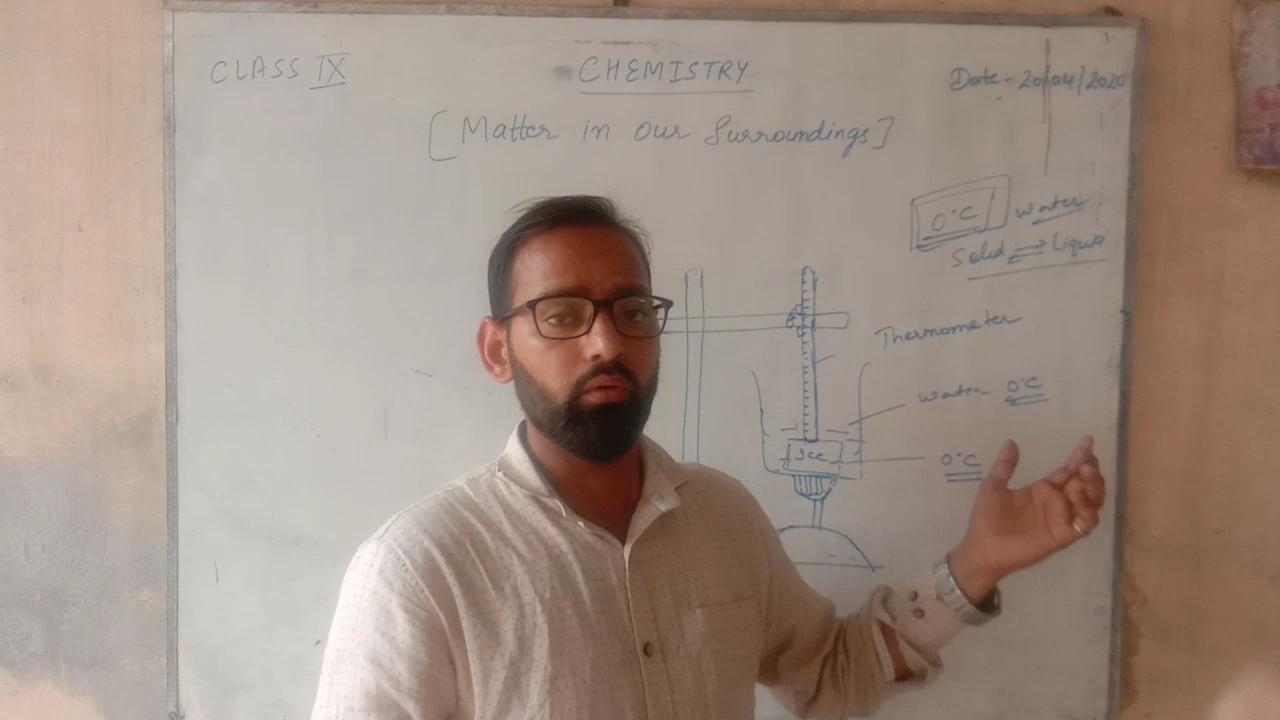 CLASS IX
CHEMISTRY
Date - 20/04/2020
[Matter in our Surroundings]
0°C water
Solid ⇌ Liquid
Thermometer
water 0°C
Ice
0°C